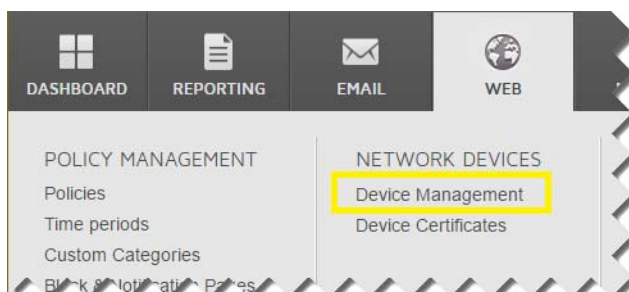 DASHBOARD
REPORTING
EMAIL
WEB
POLICY MANAGEMENT
Policies
Time periods
Custom Categories
NETWORK DEVICES
Device Management
Device Certificates